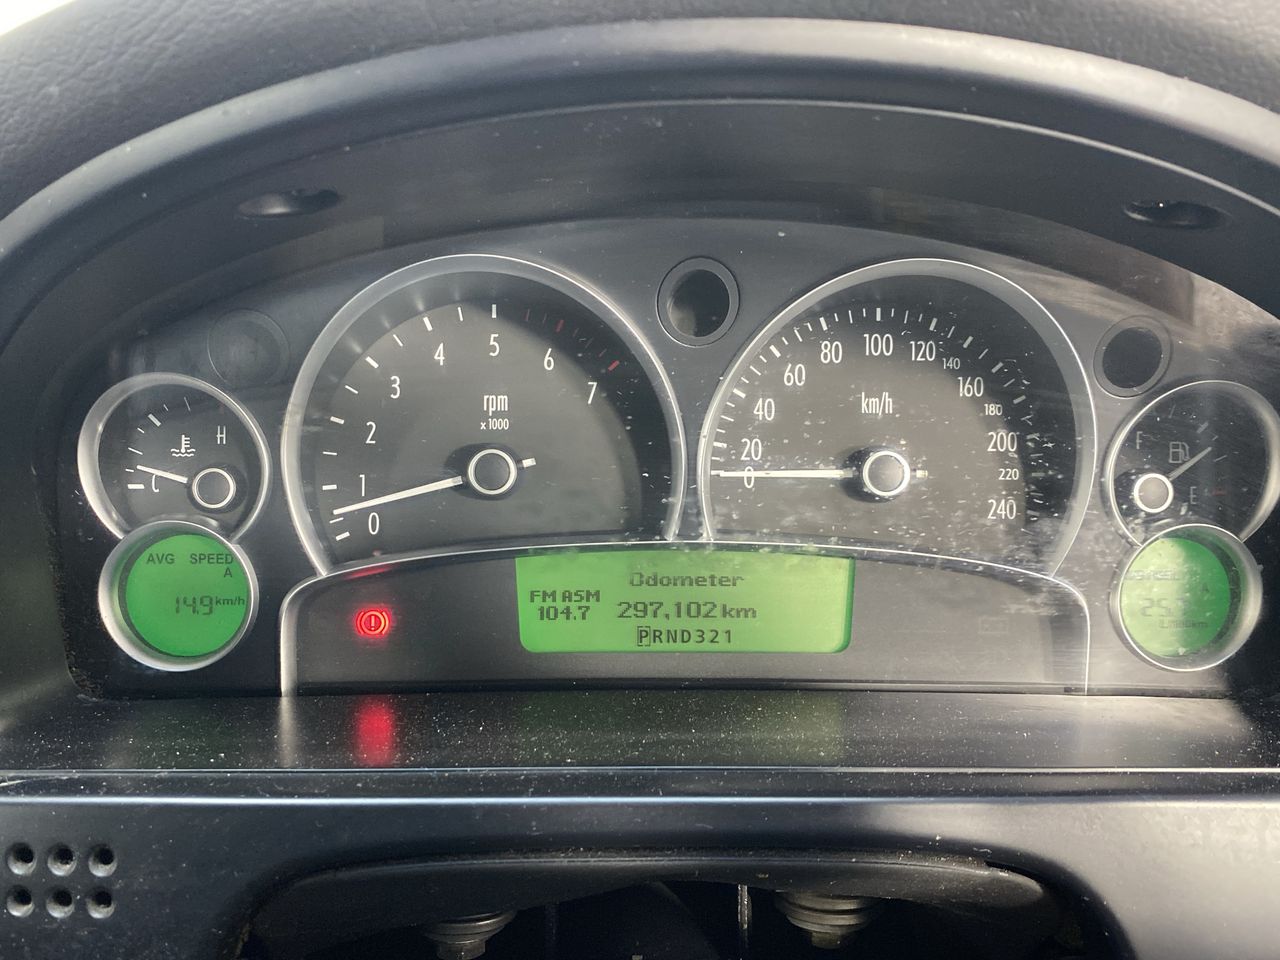 H
C
AVG SPEED
A
14.9 km/h
0
1
2
3
4
5
6
7
rpm
x 1000
FM ASM
104.7
Odometer
297,102 km
PRND321
0
20
40
60
80
100
120
140
160
180
200
220
240
km/h
F
E